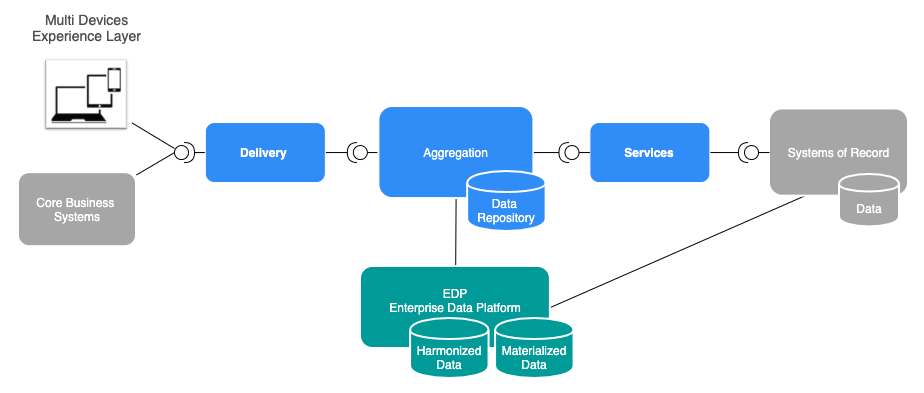 Multi Devices
Experience Layer
Delivery
Aggregation
Services
Systems of Record
Core Business
Systems
Data
Repository
Data
EDP
Enterprise Data Platform
Harmonized
Data
Materialized
Data